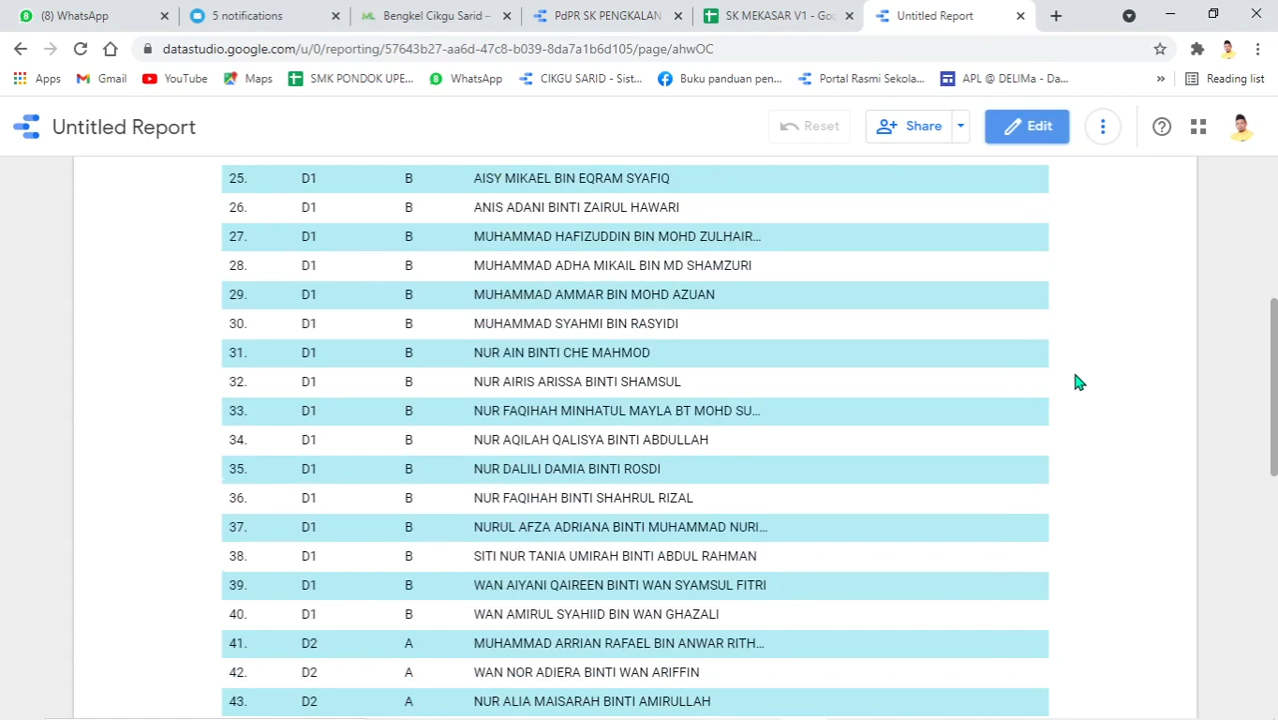 (8) WhatsApp
5 notifications
Bengkel Cikgu Sarid –
PdPR SK PENGKALAN
SK MEKASAR V1 - Goo
Untitled Report
datastudio.google.com/u/0/reporting/57643b27-aa6d-47c8-b039-8da7a1b6d105/page/ahwOC
Apps
Gmail
YouTube
Maps
SMK PONDOK UPE...
WhatsApp
CIKGU SARID - Sist...
Buku panduan pen...
Portal Rasmi Sekola...
APL @ DELIMa - Da...
Reading list
Untitled Report
Reset
Share
Edit
25. D1 B AISY MIKAEL BIN EQRAM SYAFIQ
26. D1 B ANIS ADANI BINTI ZAIRUL HAWARI
27. D1 B MUHAMMAD HAFIZUDDIN BIN MOHD ZULHAIR...
28. D1 B MUHAMMAD ADHA MIKAIL BIN MD SHAMZURI
29. D1 B MUHAMMAD AMMAR BIN MOHD AZUAN
30. D1 B MUHAMMAD SYAHMI BIN RASYIDI
31. D1 B NUR AIN BINTI CHE MAHMOD
32. D1 B NUR AIRIS ARISSA BINTI SHAMSUL
33. D1 B NUR FAQIHAH MINHATUL MAYLA BT MOHD SU...
34. D1 B NUR AQILAH QALISYA BINTI ABDULLAH
35. D1 B NUR DALILI DAMIA BINTI ROSDI
36. D1 B NUR FAQIHAH BINTI SHAHRUL RIZAL
37. D1 B NURUL AFZA ADRIANA BINTI MUHAMMAD NURI...
38. D1 B SITI NUR TANIA UMIRAH BINTI ABDUL RAHMAN
39. D1 B WAN AIYANI QAIREEN BINTI WAN SYAMSUL FITRI
40. D1 B WAN AMIRUL SYAHIID BIN WAN GHAZALI
41. D2 A MUHAMMAD ARRIAN RAFAEL BIN ANWAR RITH...
42. D2 A WAN NOR ADIERA BINTI WAN ARIFFIN
43. D2 A NUR ALIA MAISARAH BINTI AMIRULLAH